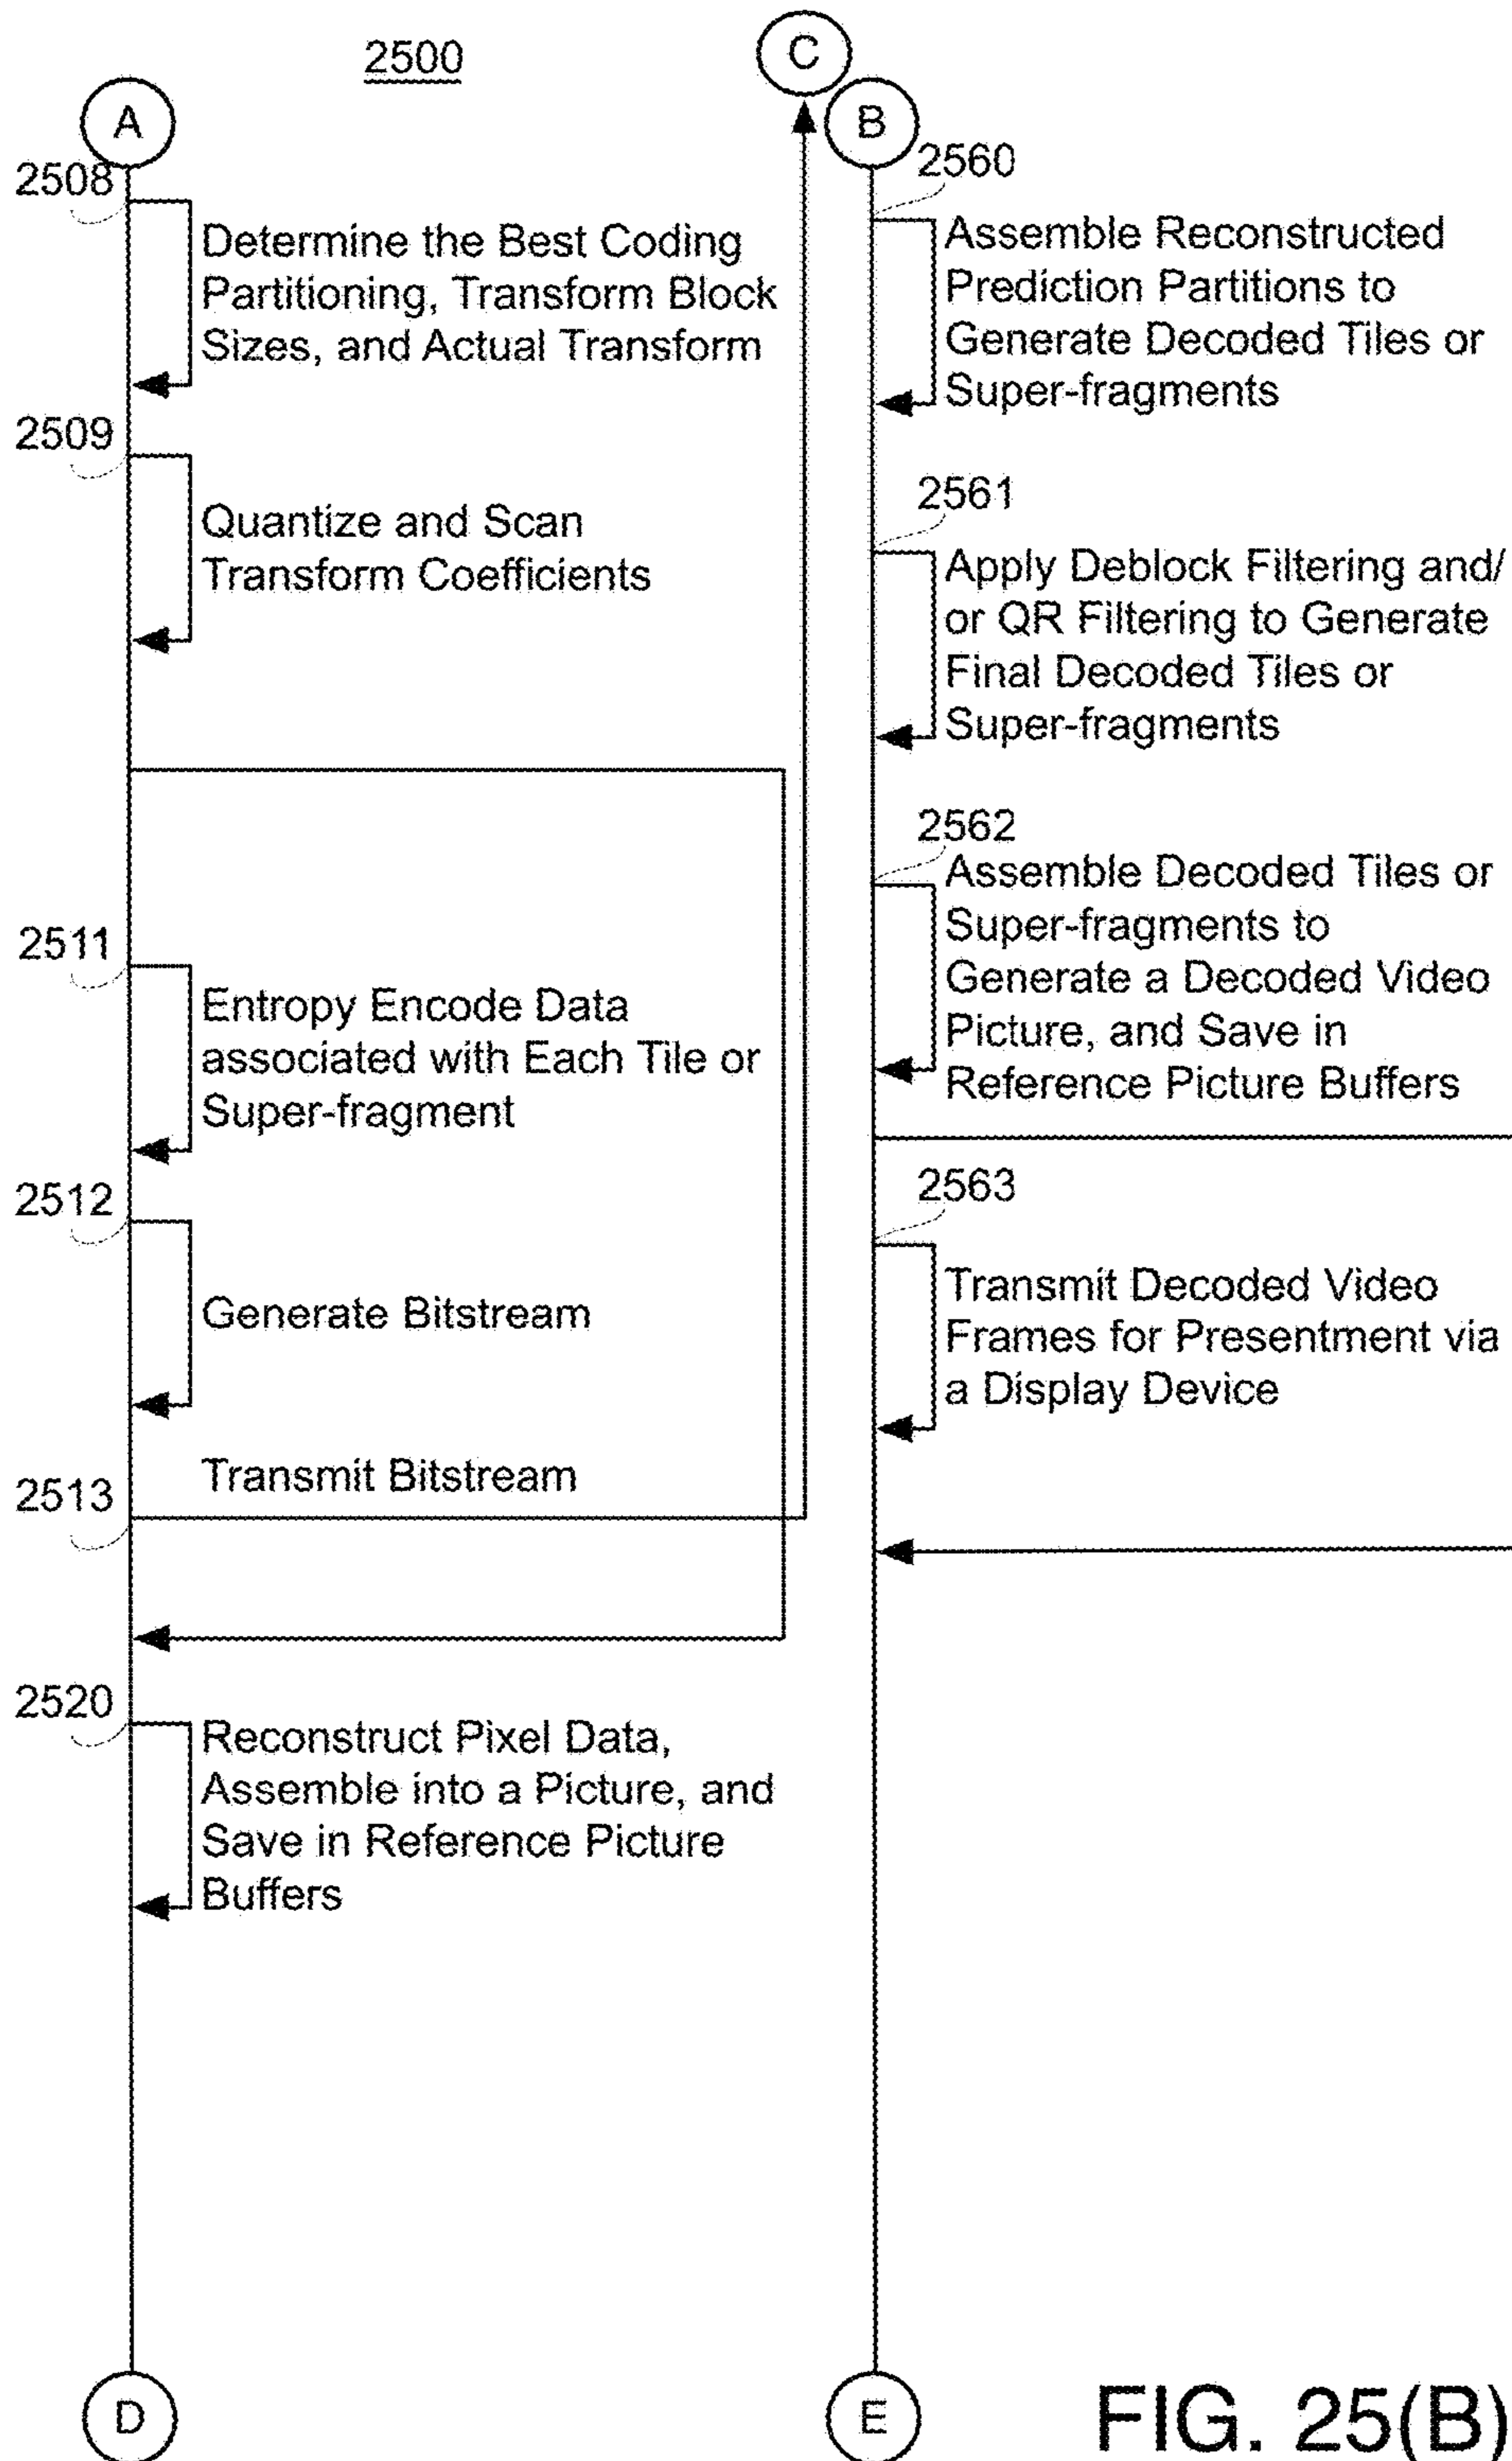 2500
C
A
B
2508
Determine the Best Coding
Partitioning, Transform Block
Sizes, and Actual Transform
2509
Quantize and Scan
Transform Coefficients
2511
Entropy Encode Data
associated with Each Tile or
Super-fragment
2512
Generate Bitstream
Transmit Bitstream
2513
2520
Reconstruct Pixel Data,
Assemble into a Picture, and
Save in Reference Picture
Buffers
D
2560
Assemble Reconstructed
Prediction Partitions to
Generate Decoded Tiles or
Super-fragments
2561
Apply Deblock Filtering and/
or QR Filtering to Generate
Final Decoded Tiles or
Super-fragments
2562
Assemble Decoded Tiles or
Super-fragments to
Generate a Decoded Video
Picture, and Save in
Reference Picture Buffers
2563
Transmit Decoded Video
Frames for Presentment via
a Display Device
E
FIG. 25(B)